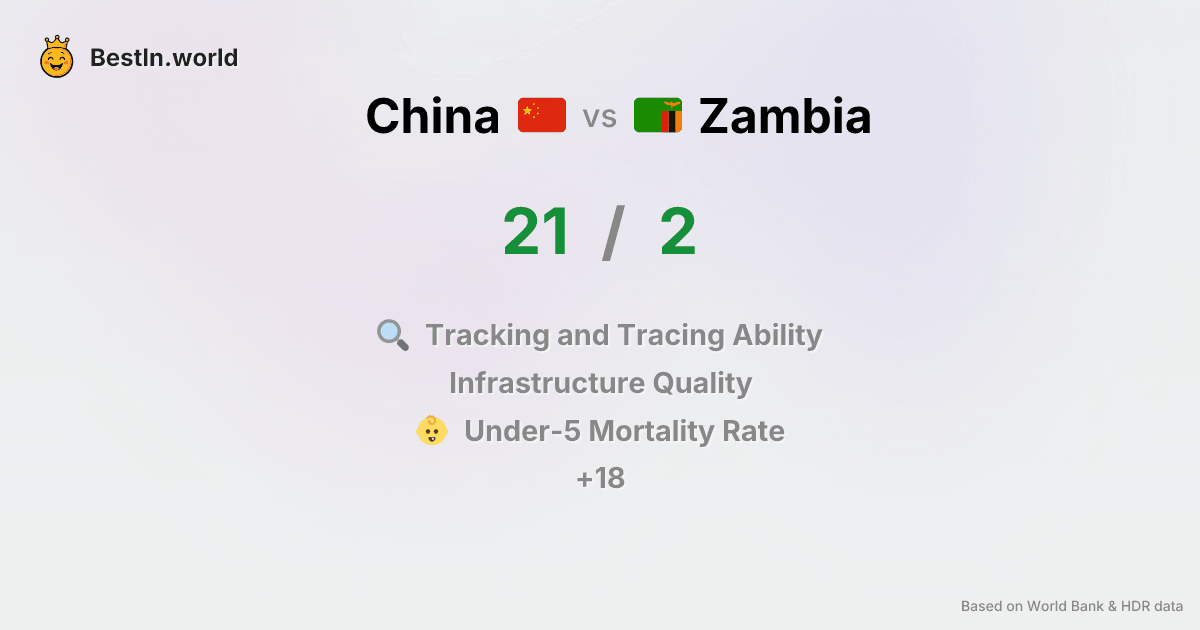 BestIn.world
China vs Zambia
21 / 2
Tracking and Tracing Ability
Infrastructure Quality
Under-5 Mortality Rate
+18
Based on World Bank & HDR data